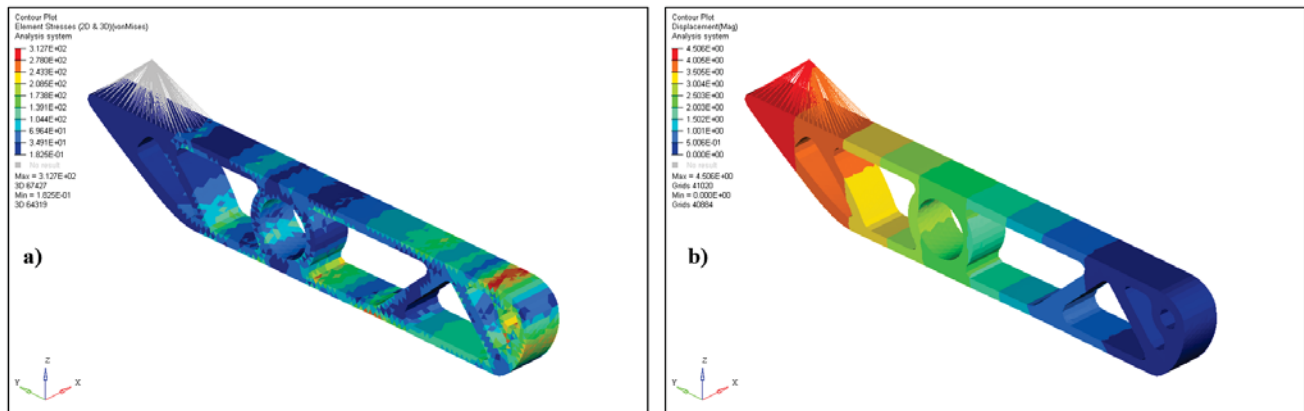 Contour Plot
Element Stresses (2D & 3D)(vonMises)
Analysis system
3.127E+02
2.780E+02
2.433E+02
2.085E+02
1.738E+02
1.391E+02
1.044E+02
6.964E+01
3.491E+01
1.825E-01
No result
Max = 3.127E+02
3D 67427
Min = 1.825E-01
3D 64319
a)
Z
Y
X
Contour Plot
Displacement(Mag)
Analysis system
4.506E+00
4.005E+00
3.505E+00
3.004E+00
2.503E+00
2.003E+00
1.502E+00
1.001E+00
5.006E-01
0.000E+00
No result
Max = 4.506E+00
Grids 41020
Min = 0.000E+00
Grids 40884
b)
Z
Y
X